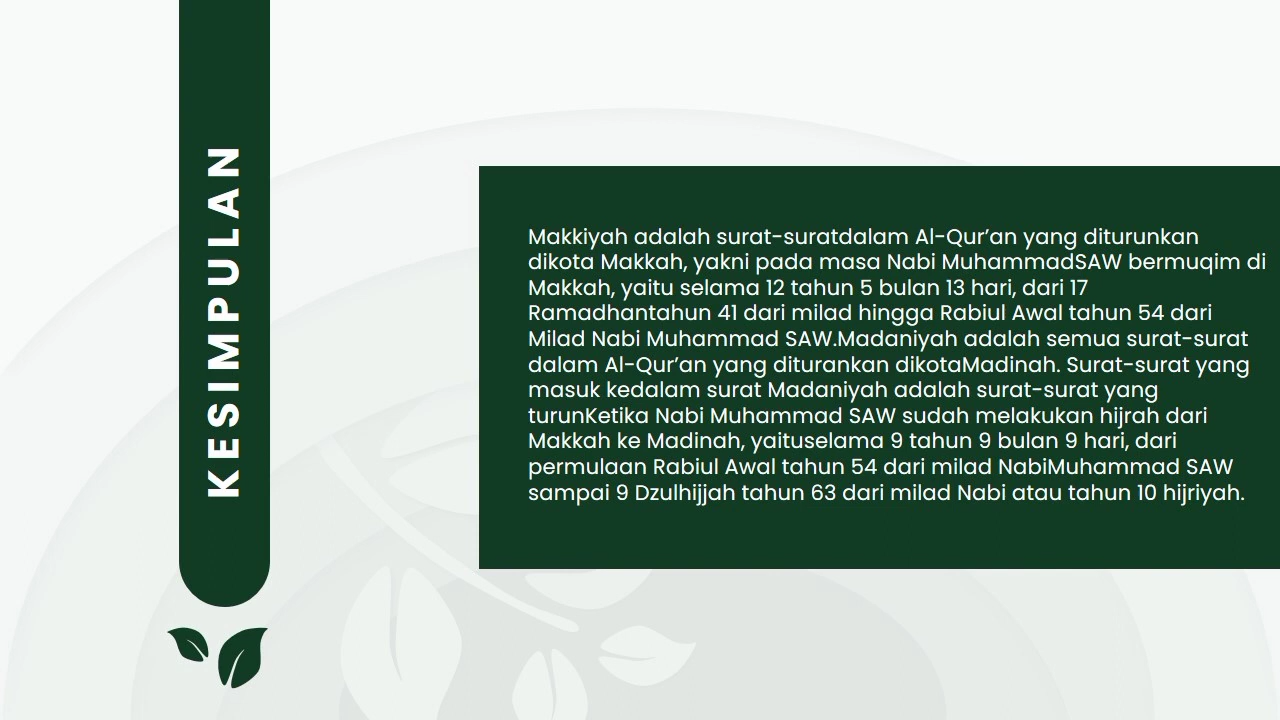 KESIMPULAN
Makkiyah adalah surat-suratdalam Al-Qur’an yang diturunkan
dikota Makkah, yakni pada masa Nabi MuhammadSAW bermuqim di
Makkah, yaitu selama 12 tahun 5 bulan 13 hari, dari 17
Ramadhantahun 41 dari milad hingga Rabiul Awal tahun 54 dari
Milad Nabi Muhammad SAW.Madaniyah adalah semua surat-surat
dalam Al-Qur’an yang diturankan dikotaMadinah. Surat-surat yang
masuk kedalam surat Madaniyah adalah surat-surat yang
turunKetika Nabi Muhammad SAW sudah melakukan hijrah dari
Makkah ke Madinah, yaituselama 9 tahun 9 bulan 9 hari, dari
permulaan Rabiul Awal tahun 54 dari milad NabiMuhammad SAW
sampai 9 Dzulhijjah tahun 63 dari milad Nabi atau tahun 10 hijriyah.